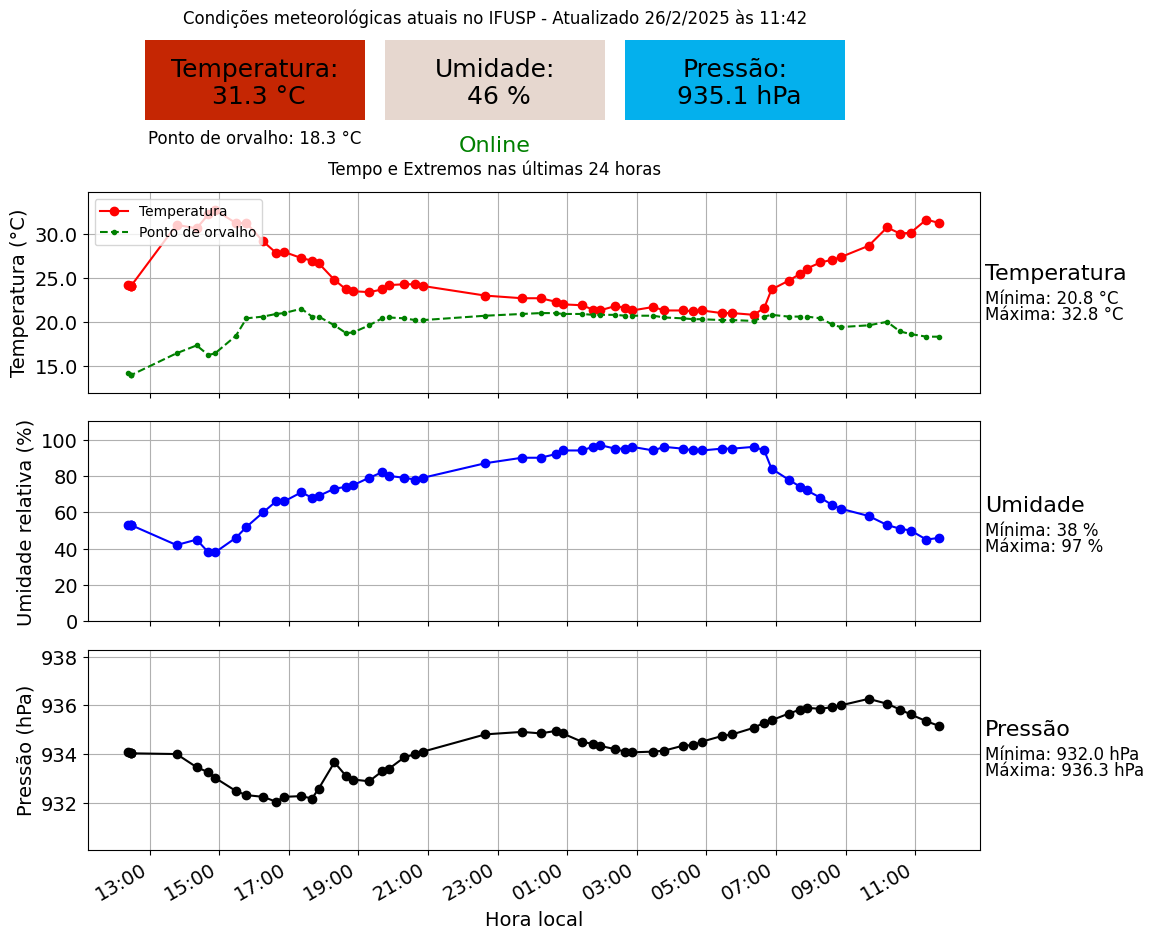 Condições meteorológicas atuais no IFUSP - Atualizado 26/2/2025 às 11:42
Temperatura:
31.3 °C
Umidade:
46 %
Pressão:
935.1 hPa
Ponto de orvalho: 18.3 °C
Online
Tempo e Extremos nas últimas 24 horas
Temperatura (°C)
30.0
25.0
20.0
15.0
Temperatura
Ponto de orvalho
Temperatura
Mínima: 20.8 °C
Máxima: 32.8 °C
Umidade relativa (%)
100
80
60
40
20
0
Umidade
Mínima: 38 %
Máxima: 97 %
Pressão (hPa)
938
936
934
932
Pressão
Mínima: 932.0 hPa
Máxima: 936.3 hPa
13:00 15:00 17:00 19:00 21:00 23:00 01:00 03:00 05:00 07:00 09:00 11:00
Hora local